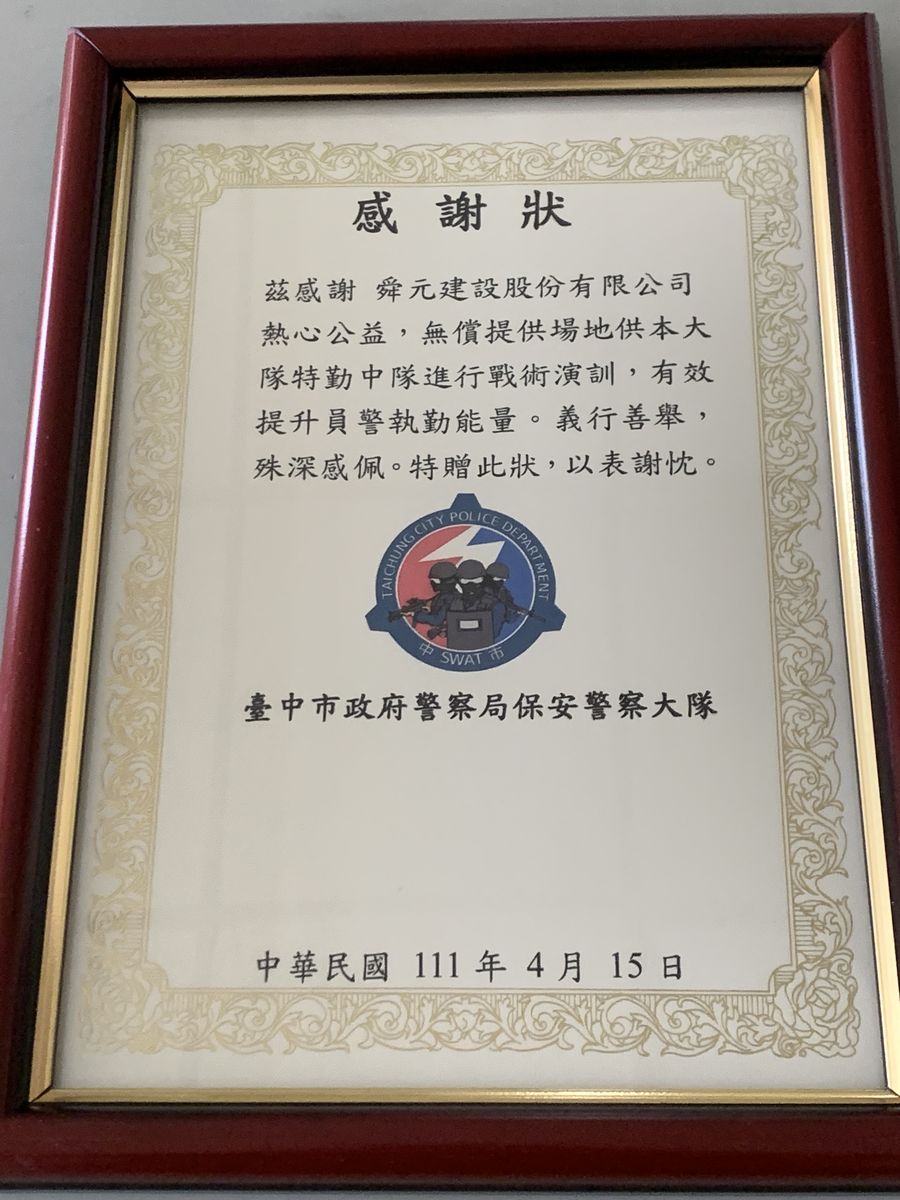 感謝狀
茲感謝 舜元建設股份有限公司
熱心公益，無償提供場地供本大
隊特勤中隊進行戰術演訓，有效
提升員警執勤能量。義行善舉，
殊深感佩。特贈此狀，以表謝忱。
TAICHUNG CITY POLICE DEPARTMENT
中 SWAT 市
臺中市政府警察局保安警察大隊
中華民國 111 年 4 月 15 日